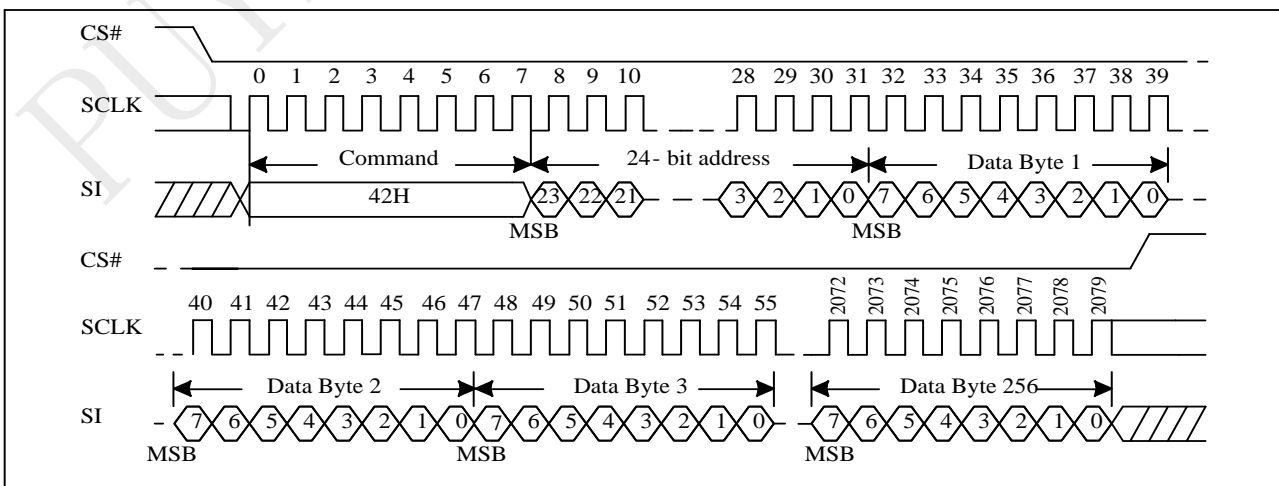 PUY
CS#
0 1 2 3 4 5 6 7 8 9 10 28 29 30 31 32 33 34 35 36 37 38 39
SCLK
Command 24- bit address Data Byte 1
SI 42H 23 22 21 3 2 1 0 7 6 5 4 3 2 1 0
MSB MSB
CS#
40 41 42 43 44 45 46 47 48 49 50 51 52 53 54 55 2072 2073 2074 2075 2076 2077 2078 2079
SCLK
Data Byte 2 Data Byte 3 Data Byte 256
SI 7 6 5 4 3 2 1 0 7 6 5 4 3 2 1 0 7 6 5 4 3 2 1 0
MSB MSB MSB